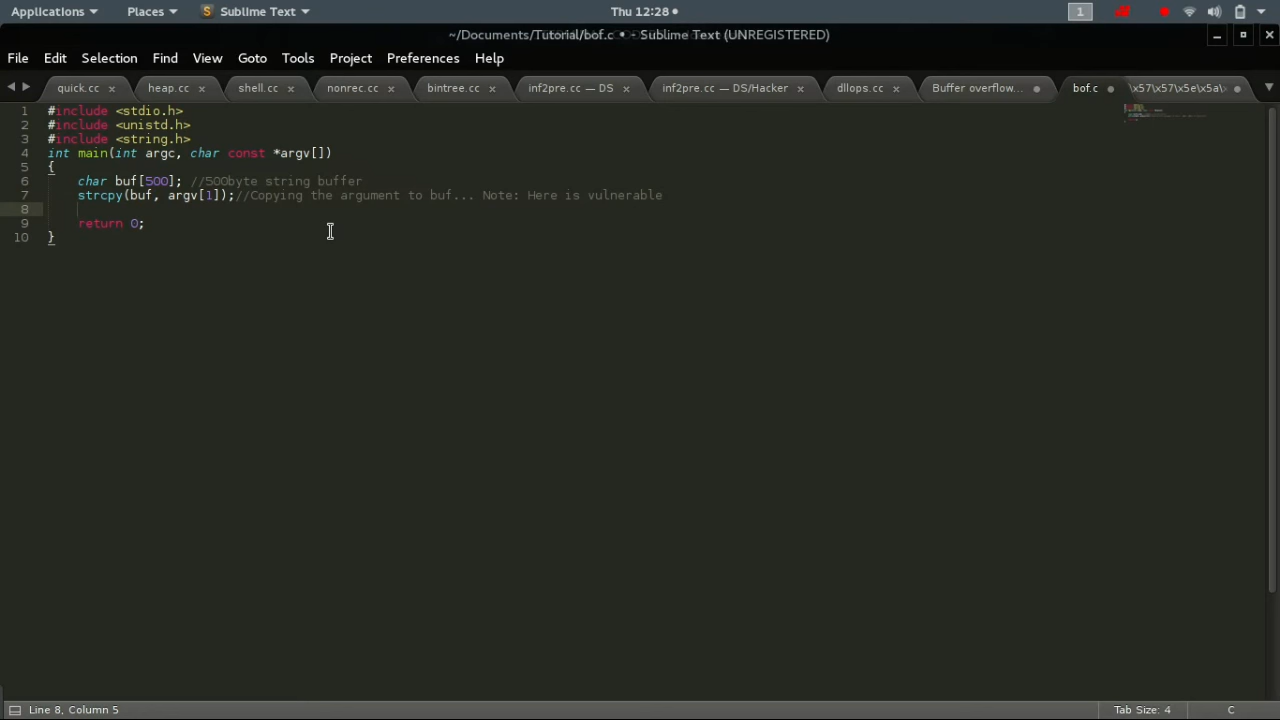 Applications Places Sublime Text Thu 12:28 1
~/Documents/Tutorial/bof.c • - Sublime Text (UNREGISTERED)
File Edit Selection Find View Goto Tools Project Preferences Help
quick.cc heap.cc shell.cc nonrec.cc bintree.cc inf2pre.cc — DS inf2pre.cc — DS/Hacker dllops.cc Buffer overflow... bof.c \x57\x57\x5e\x5a\
1 #include <stdio.h>
2 #include <unistd.h>
3 #include <string.h>
4 int main(int argc, char const *argv[])
5 {
6 char buf[500]; //500byte string buffer
7 strcpy(buf, argv[1]);//Copying the argument to buf... Note: Here is vulnerable
8
9 return 0;
10 }
Line 8, Column 5 Tab Size: 4 C